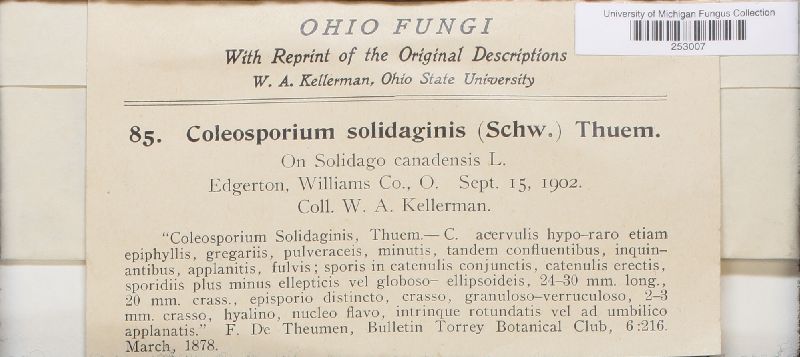 OHIO FUNGI
With Reprint of the Original Descriptions
W. A. Kellerman, Ohio State University
University of Michigan Fungus Collection
253007
85. Coleosporium solidaginis (Schw.) Thuem.
On Solidago canadensis L.
Edgerton, Williams Co., O. Sept. 15, 1902.
Coll. W. A. Kellerman.
"Coleosporium Solidaginis, Thuem.— C. acervulis hypo-raro etiam
epiphyllis, gregariis, pulveraceis, minutis, tandem confluentibus, inquin-
antibus, applanitis, fulvis; sporis in catenulis conjunctis, catenulis erectis,
sporidiis plus minus ellepticis vel globoso- ellipsoideis, 24-30 mm. long.,
20 mm. crass., episporio distincto, crasso, granuloso-verruculoso, 2-3
mm. crasso, hyalino, nucleo flavo, intrinque rotundatis vel ad umbilico
applanatis." F. De Theumen, Bulletin Torrey Botanical Club, 6:216.
March, 1878.